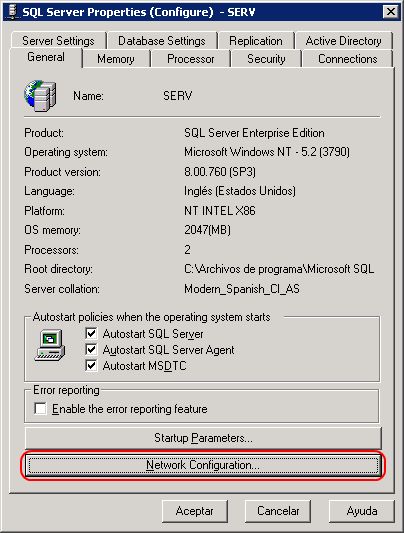 SQL Server Properties (Configure) - SERV
Server Settings Database Settings Replication Active Directory
General Memory Processor Security Connections
Name: SERV
Product: SQL Server Enterprise Edition
Operating system: Microsoft Windows NT - 5.2 (3790)
Product version: 8.00.760 (SP3)
Language: Inglés (Estados Unidos)
Platform: NT INTEL X86
OS memory: 2047(MB)
Processors: 2
Root directory: C:\Archivos de programa\Microsoft SQL
Server collation: Modern_Spanish_CI_AS
Autostart policies when the operating system starts
Autostart SQL Server
Autostart SQL Server Agent
Autostart MSDTC
Error reporting
Enable the error reporting feature
Startup Parameters...
Network Configuration...
Aceptar Cancelar Ayuda